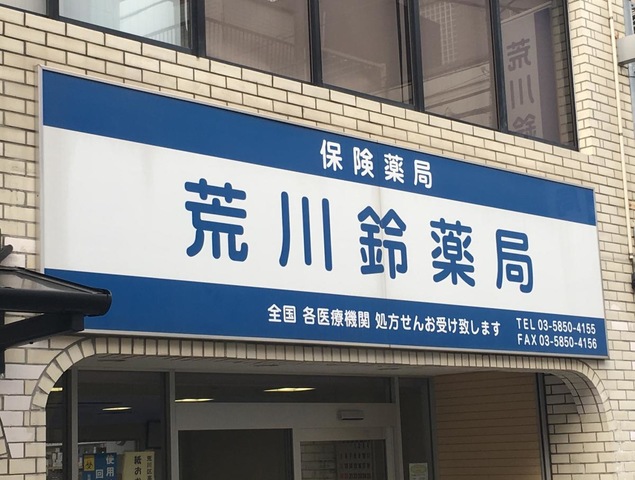 保険薬局
荒川鈴薬局
全国 各医療機関 処方せんお受け致します
TEL 03-5850-4155
FAX 03-5850-4156
荒川鈴